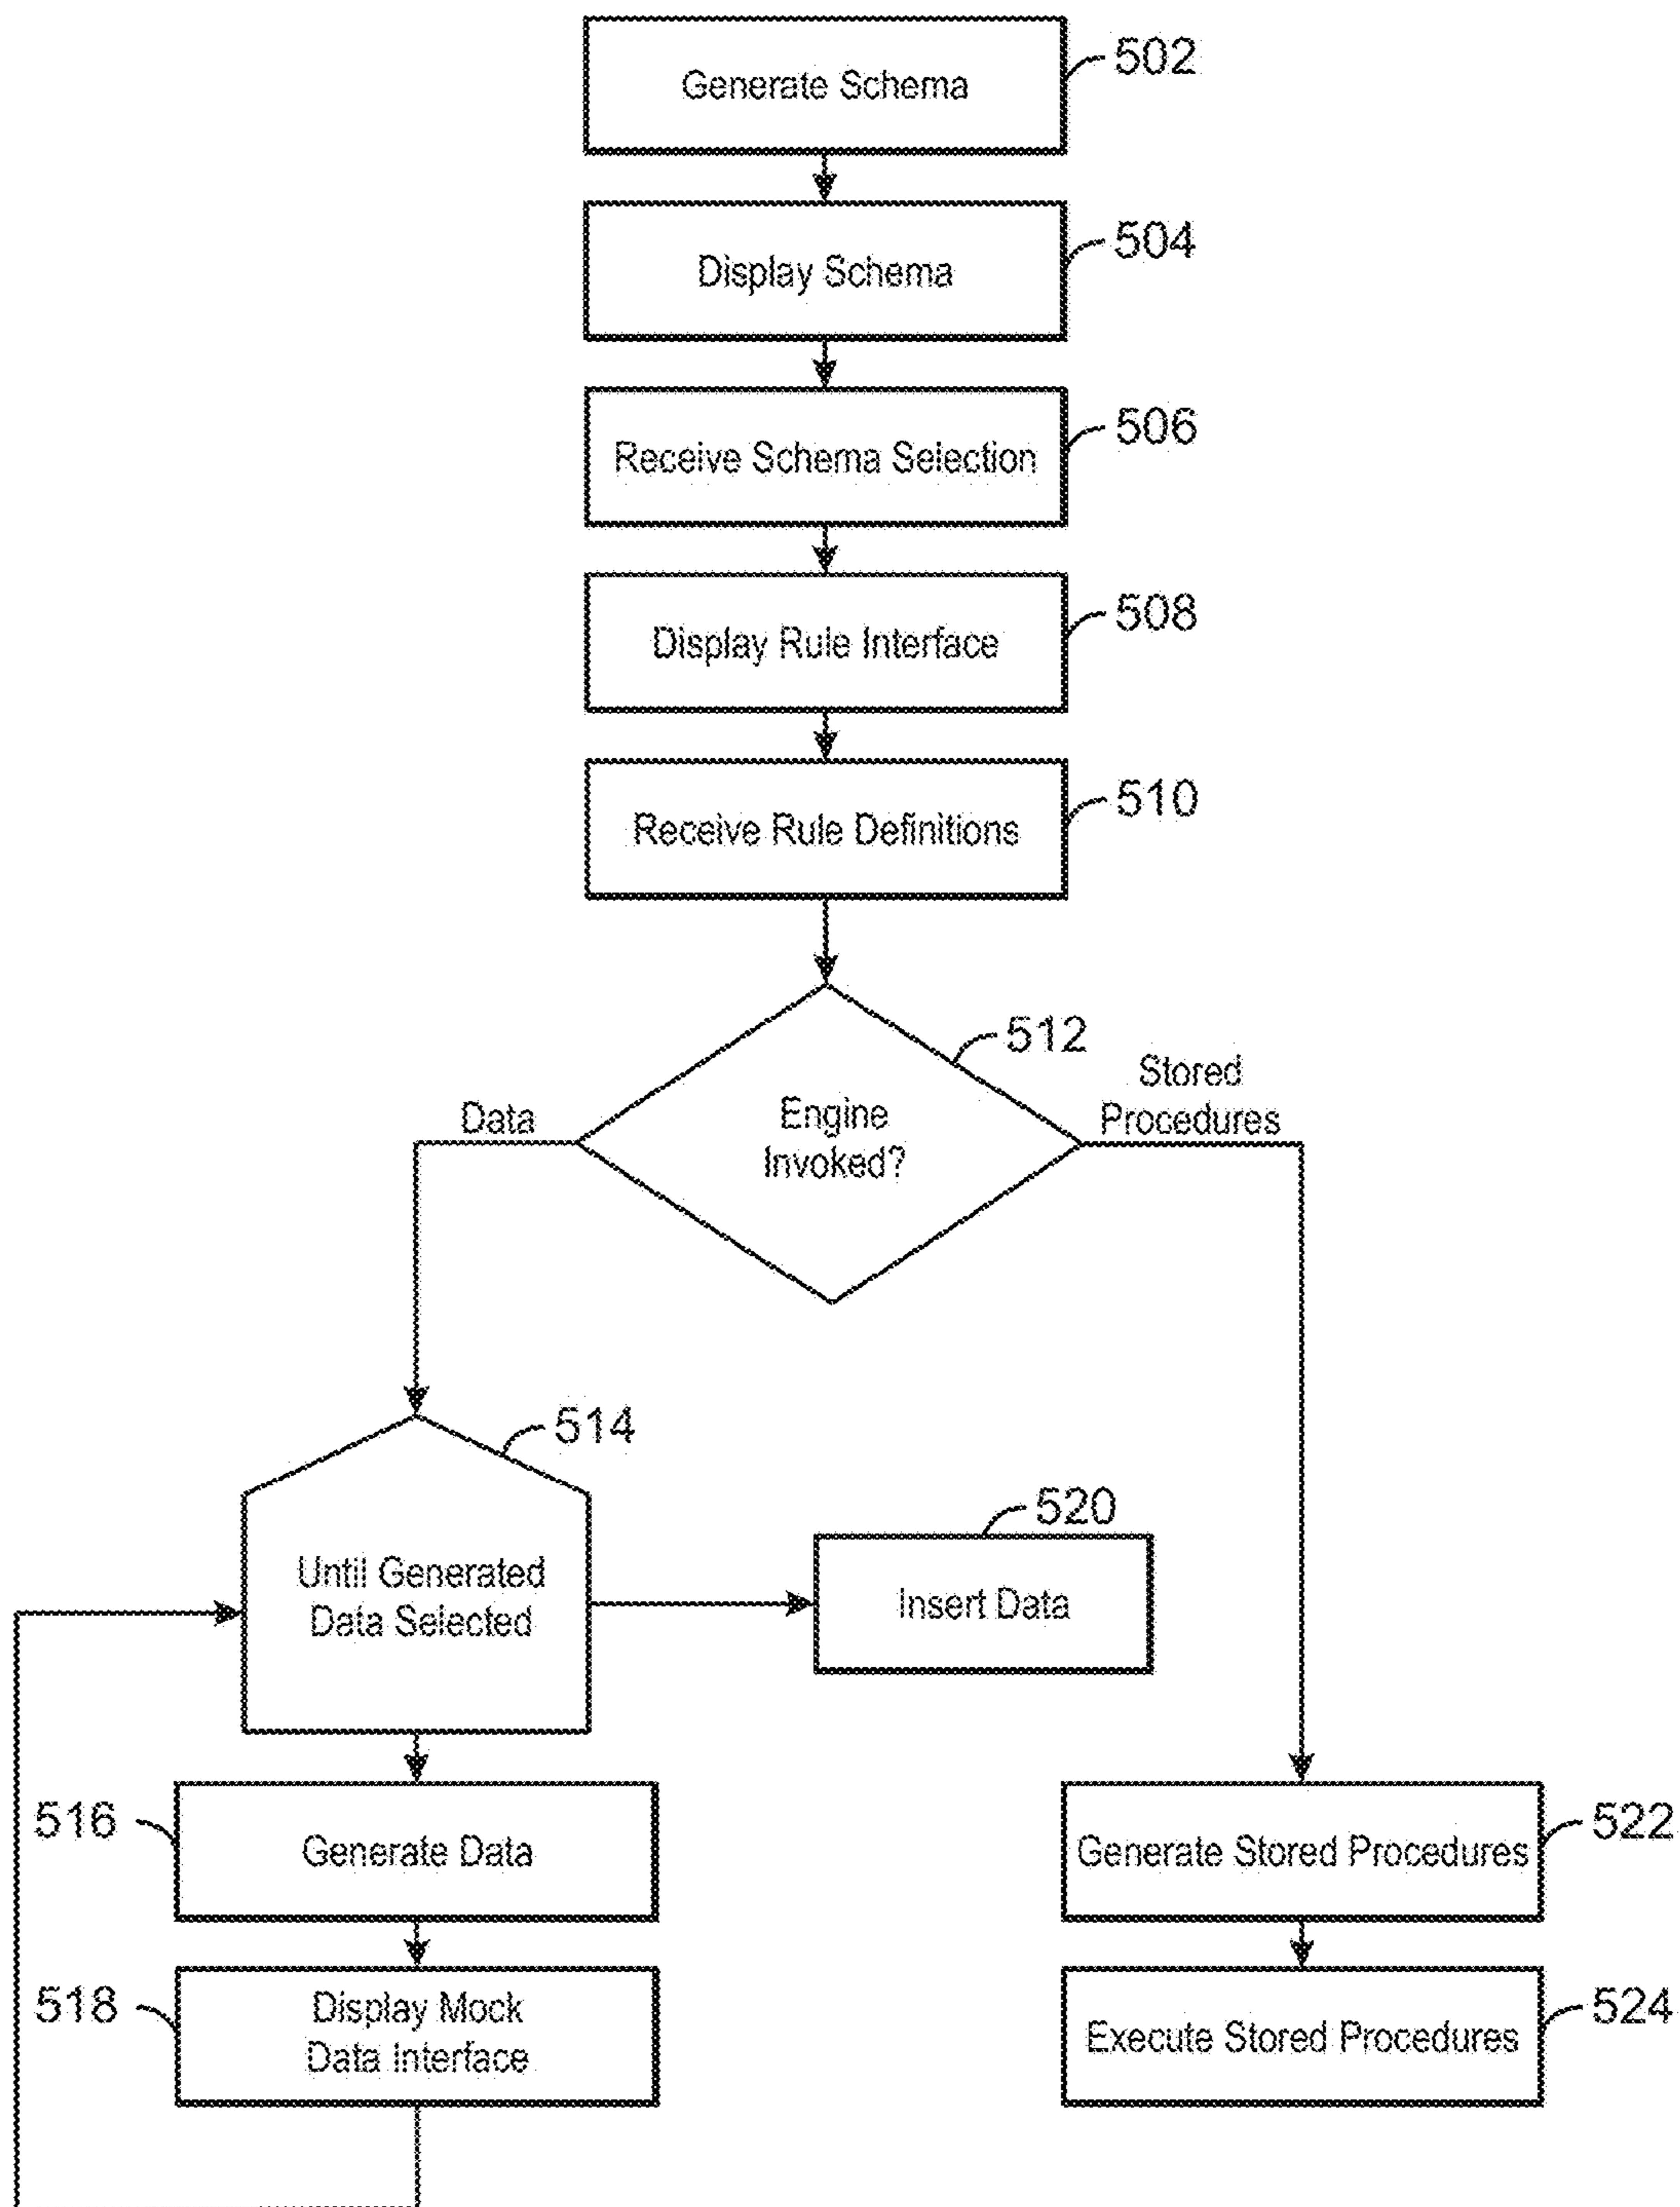 Generate Schema
502
Display Schema
504
Receive Schema Selection
506
Display Rule Interface
508
Receive Rule Definitions
510
512
Engine
Invoked?
Data
Stored
Procedures
514
Until Generated
Data Selected
520
Insert Data
516
Generate Data
518
Display Mock
Data Interface
Generate Stored Procedures
522
Execute Stored Procedures
524